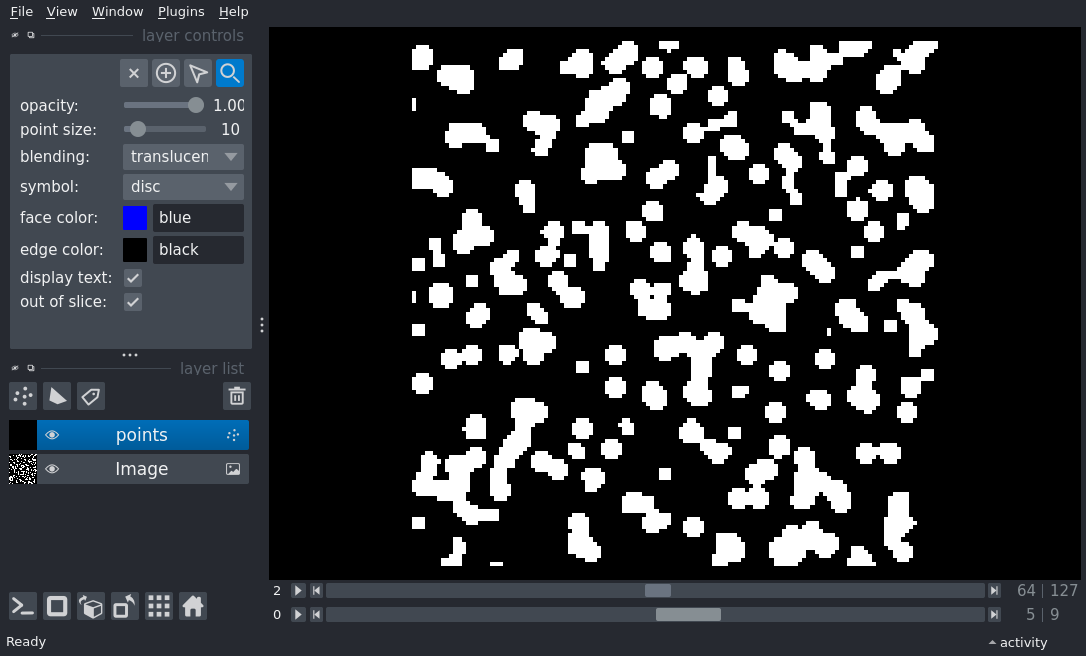 File View Window Plugins Help
layer controls
opacity: 1.00
point size: 10
blending: translucen
symbol: disc
face color: blue
edge color: black
display text:
out of slice:
layer list
points
Image
2 64 127
0 5 9
Ready activity